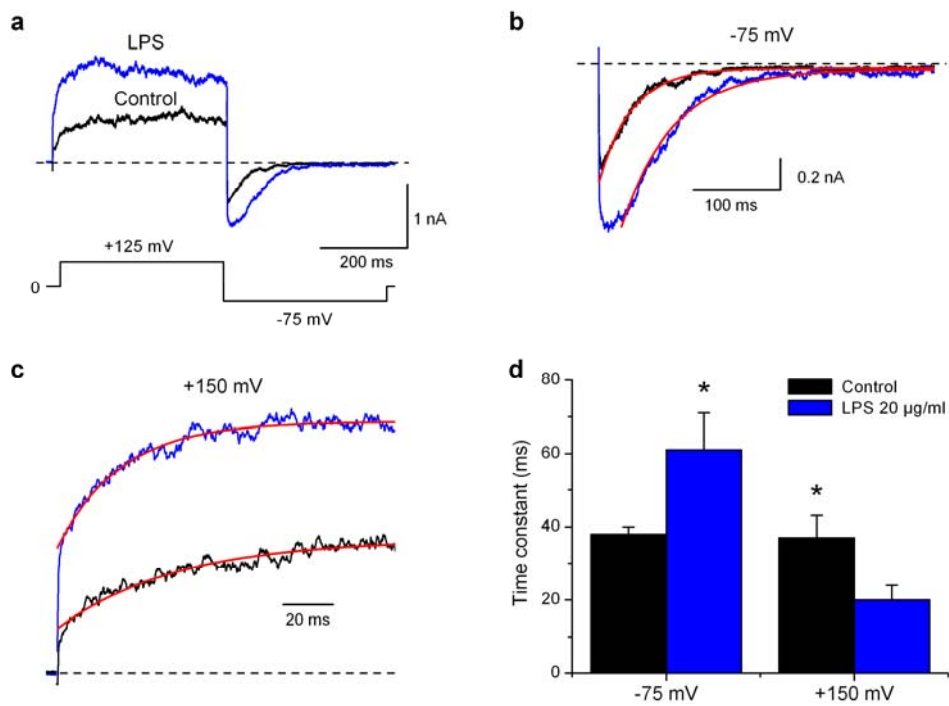 a
LPS
Control
1 nA
200 ms
+125 mV
0
-75 mV
b
-75 mV
0.2 nA
100 ms
c
+150 mV
20 ms
d
Control
LPS 20 µg/ml
*
*
Time constant (ms)
80
60
40
20
0
-75 mV
+150 mV